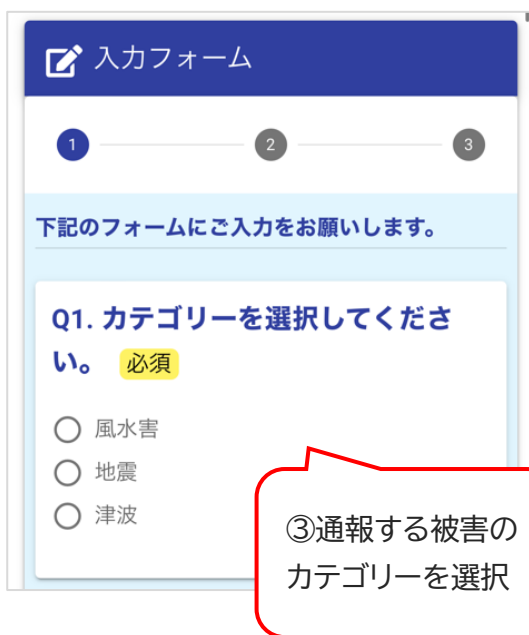 入力フォーム
1 2 3
下記のフォームにご入力をお願いします。
Q1. カテゴリーを選択してくださ
い。 必須
風水害
地震
津波
③通報する被害の
カテゴリーを選択